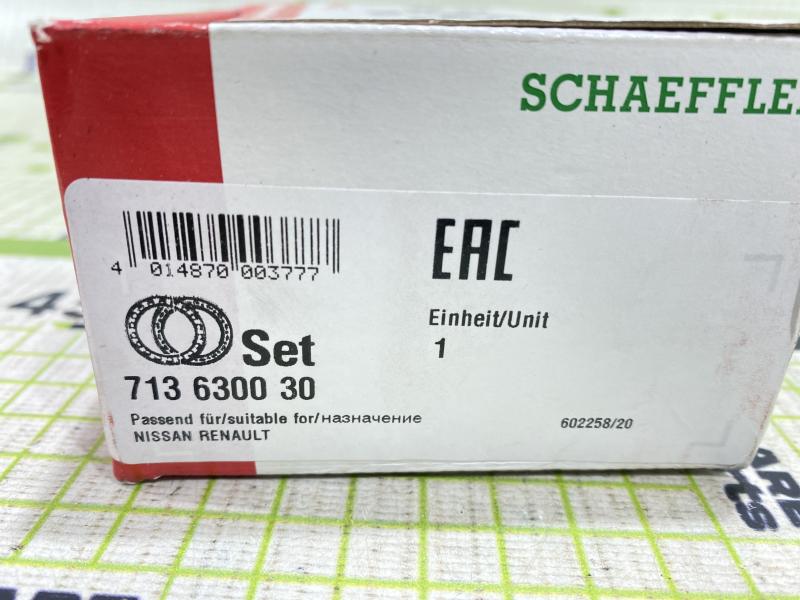 SCHAEFFLE
4 014870 003777
EAC
Set
Einheit/Unit
1
713 6300 30
Passend für/suitable for/назначение
NISSAN RENAULT
602258/20